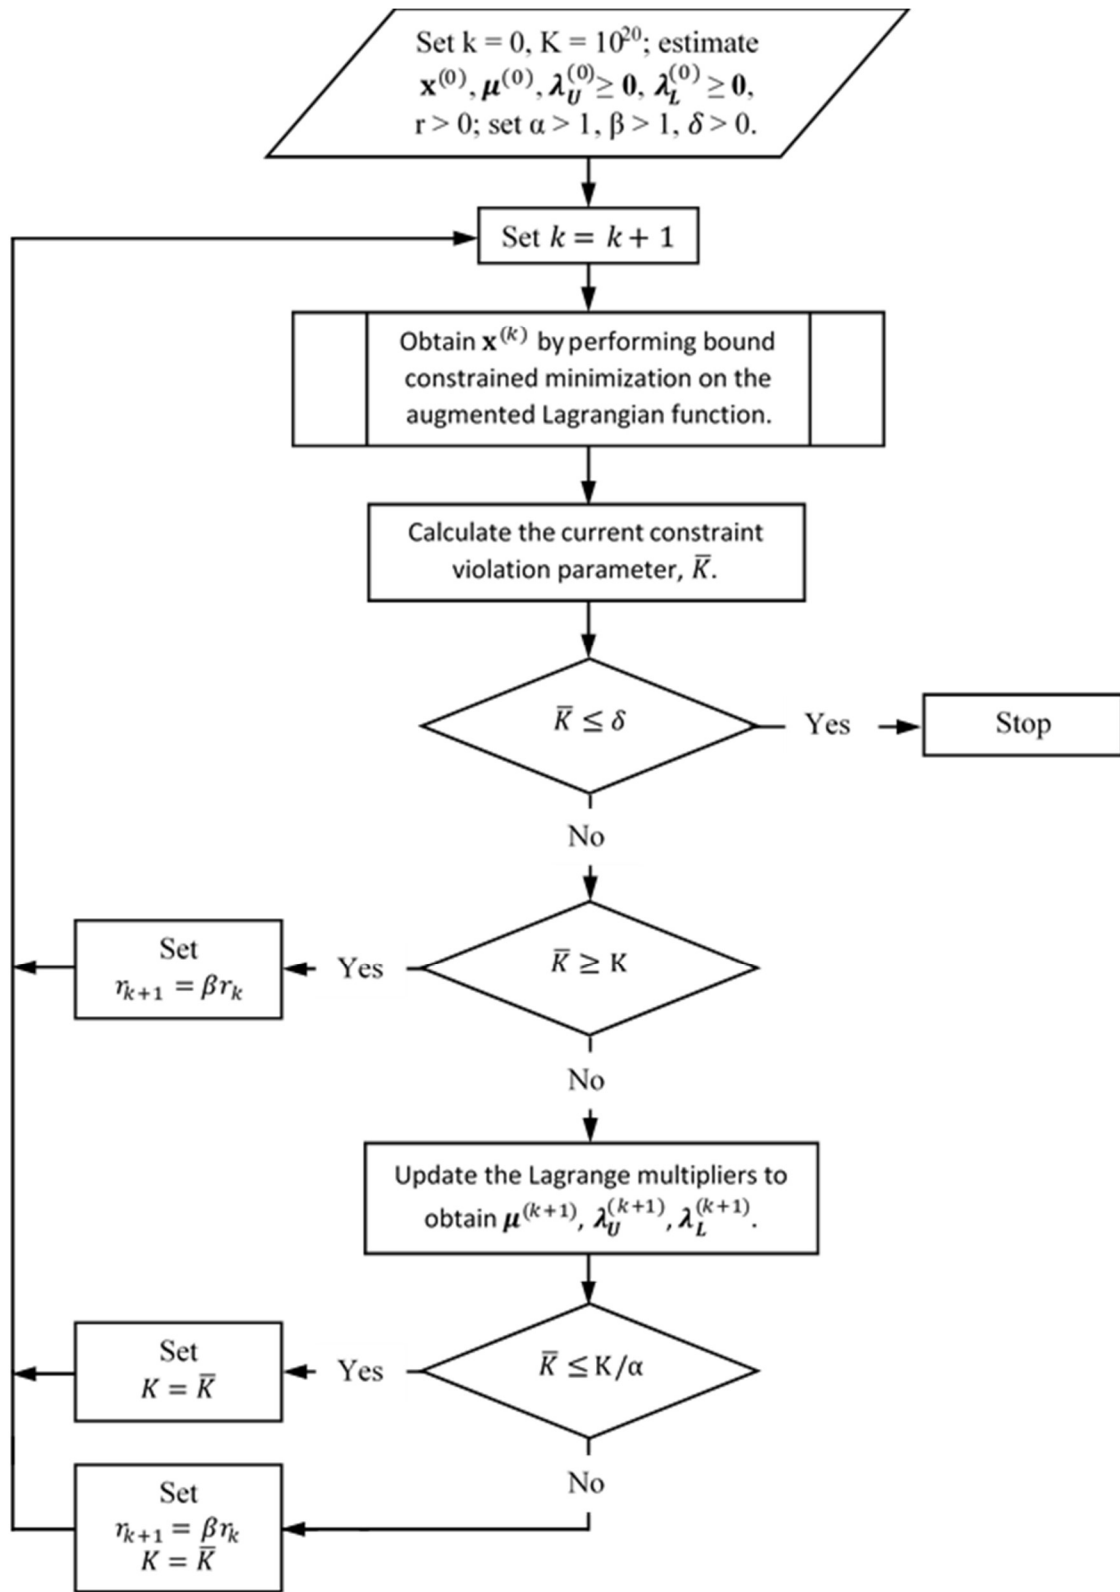 Set k = 0, K = 10²⁰; estimate
𝐱⁽⁰⁾, 𝝁⁽⁰⁾, 𝝀_U⁽⁰⁾ ≥ 𝟎, 𝝀_L⁽⁰⁾ ≥ 𝟎,
r > 0; set α > 1, β > 1, δ > 0.
Set k = k + 1
Obtain 𝐱⁽ᵏ⁾ by performing bound
constrained minimization on the
augmented Lagrangian function.
Calculate the current constraint
violation parameter, K̅.
K̅ ≤ δ
Yes
Stop
No
K̅ ≥ K
Yes
Set
r_{k+1} = βr_k
No
Update the Lagrange multipliers to
obtain 𝝁⁽ᵏ⁺¹⁾, 𝝀_U⁽ᵏ⁺¹⁾, 𝝀_L⁽ᵏ⁺¹⁾.
K̅ ≤ K/α
Yes
Set
K = K̅
No
Set
r_{k+1} = βr_k
K = K̅